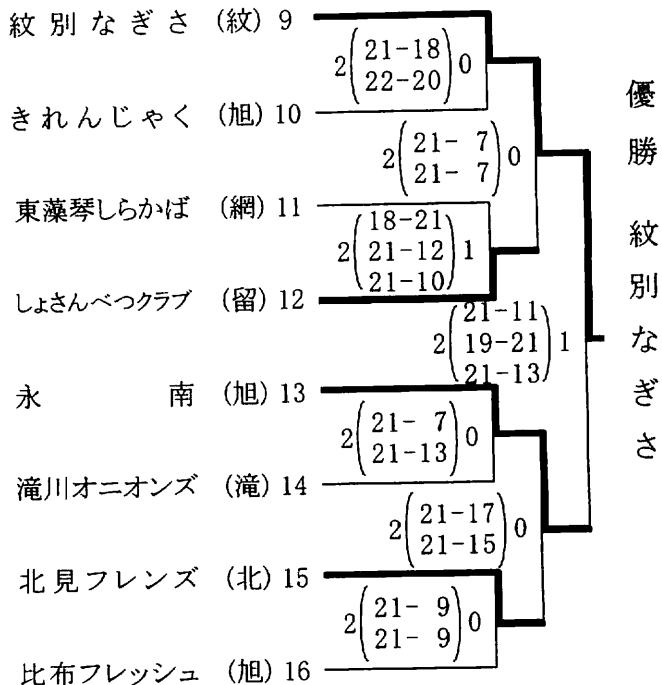 紋別なぎさ (紋) 9
2(21-18 22-20)0
きれんじゃく (旭) 10
2(21- 7 21- 7)0
東藻琴しらかば (網) 11
2(18-21 21-12 21-10)1
しょさんべつクラブ (留) 12
2(21-11 19-21 21-13)1
永南 (旭) 13
2(21- 7 21-13)0
滝川オニオンズ (滝) 14
2(21-17 21-15)0
北見フレンズ (北) 15
2(21- 9 21- 9)0
比布フレッシュ (旭) 16
優勝 紋別なぎさ